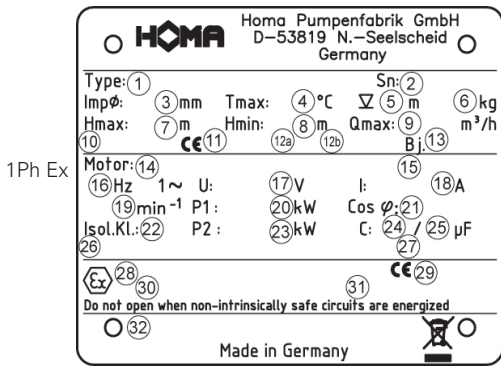 HOMA Homa Pumpenfabrik GmbH
D-53819 N.-Seelscheid
Germany
Type: 1 Sn: 2
ImpØ: 3 mm Tmax: 4 °C ∇ 5 m 6 kg
Hmax: 7 m Hmin: 8 m Qmax: 9 m³/h
10 CE 11 12a 12b Bj. 13
1Ph Ex
Motor: 14 15
16 Hz 1~ U: 17 V I: 18 A
19 min⁻¹ P1: 20 kW Cos φ: 21
Isol.Kl.: 22 P2: 23 kW C: 24 / 25 µF
26 27
Ex 28 CE 29
30 31
Do not open when non-intrinsically safe circuits are energized
32
Made in Germany